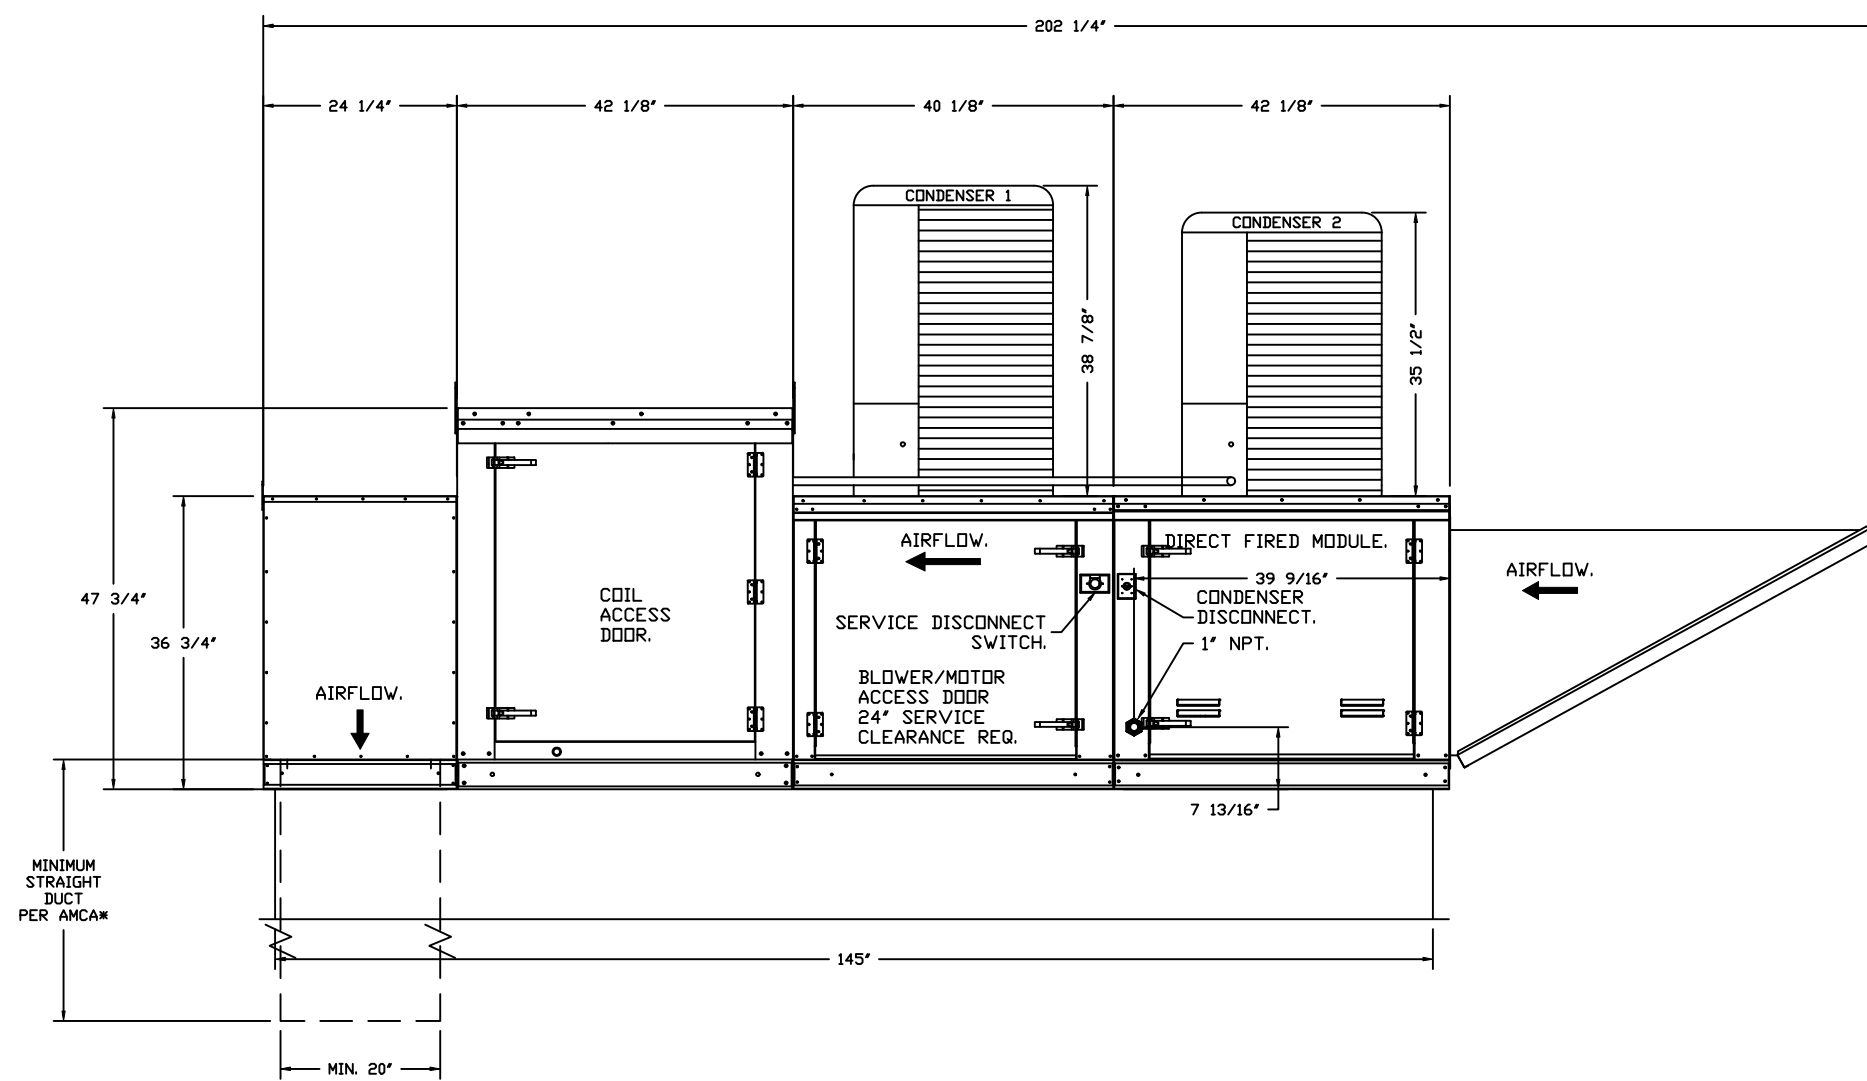 202 1/4"
24 1/4"
42 1/8"
40 1/8"
42 1/8"
CONDENSER 1
CONDENSER 2
38 7/8"
35 1/2"
AIRFLOW.
DIRECT FIRED MODULE.
AIRFLOW.
39 9/16"
47 3/4"
COIL
ACCESS
DOOR.
CONDENSER
DISCONNECT.
SERVICE DISCONNECT
SWITCH.
36 3/4"
1" NPT.
BLOWER/MOTOR
ACCESS DOOR
24" SERVICE
CLEARANCE REQ.
AIRFLOW.
7 13/16"
MINIMUM
STRAIGHT
DUCT
PER AMCA*
145"
MIN. 20"